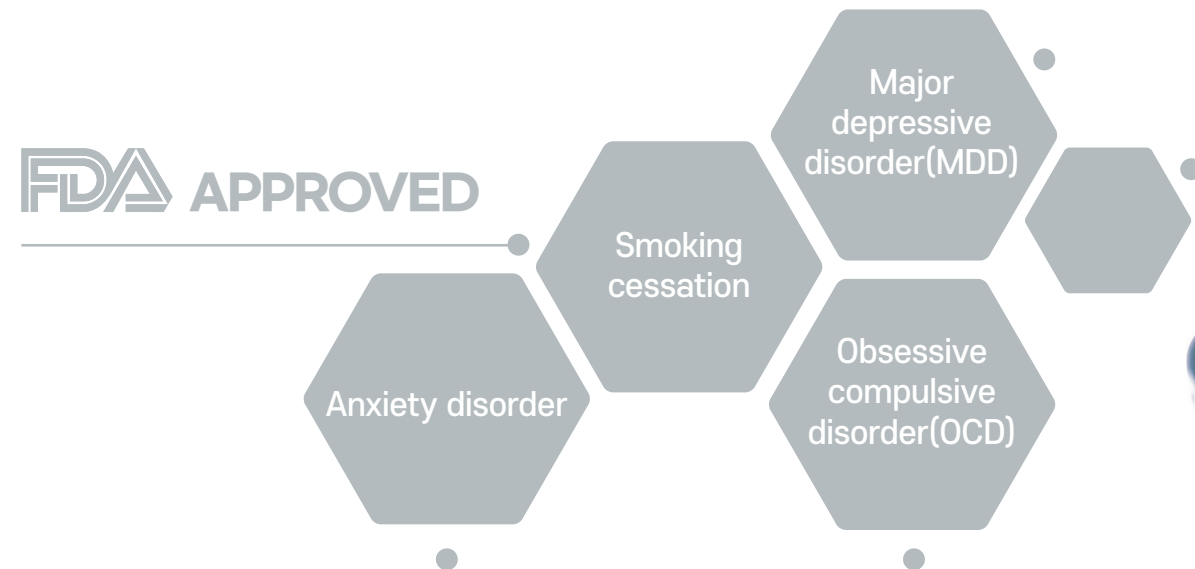 FDA APPROVED
Major
depressive
disorder(MDD)
Smoking
cessation
Obsessive
compulsive
disorder(OCD)
Anxiety disorder